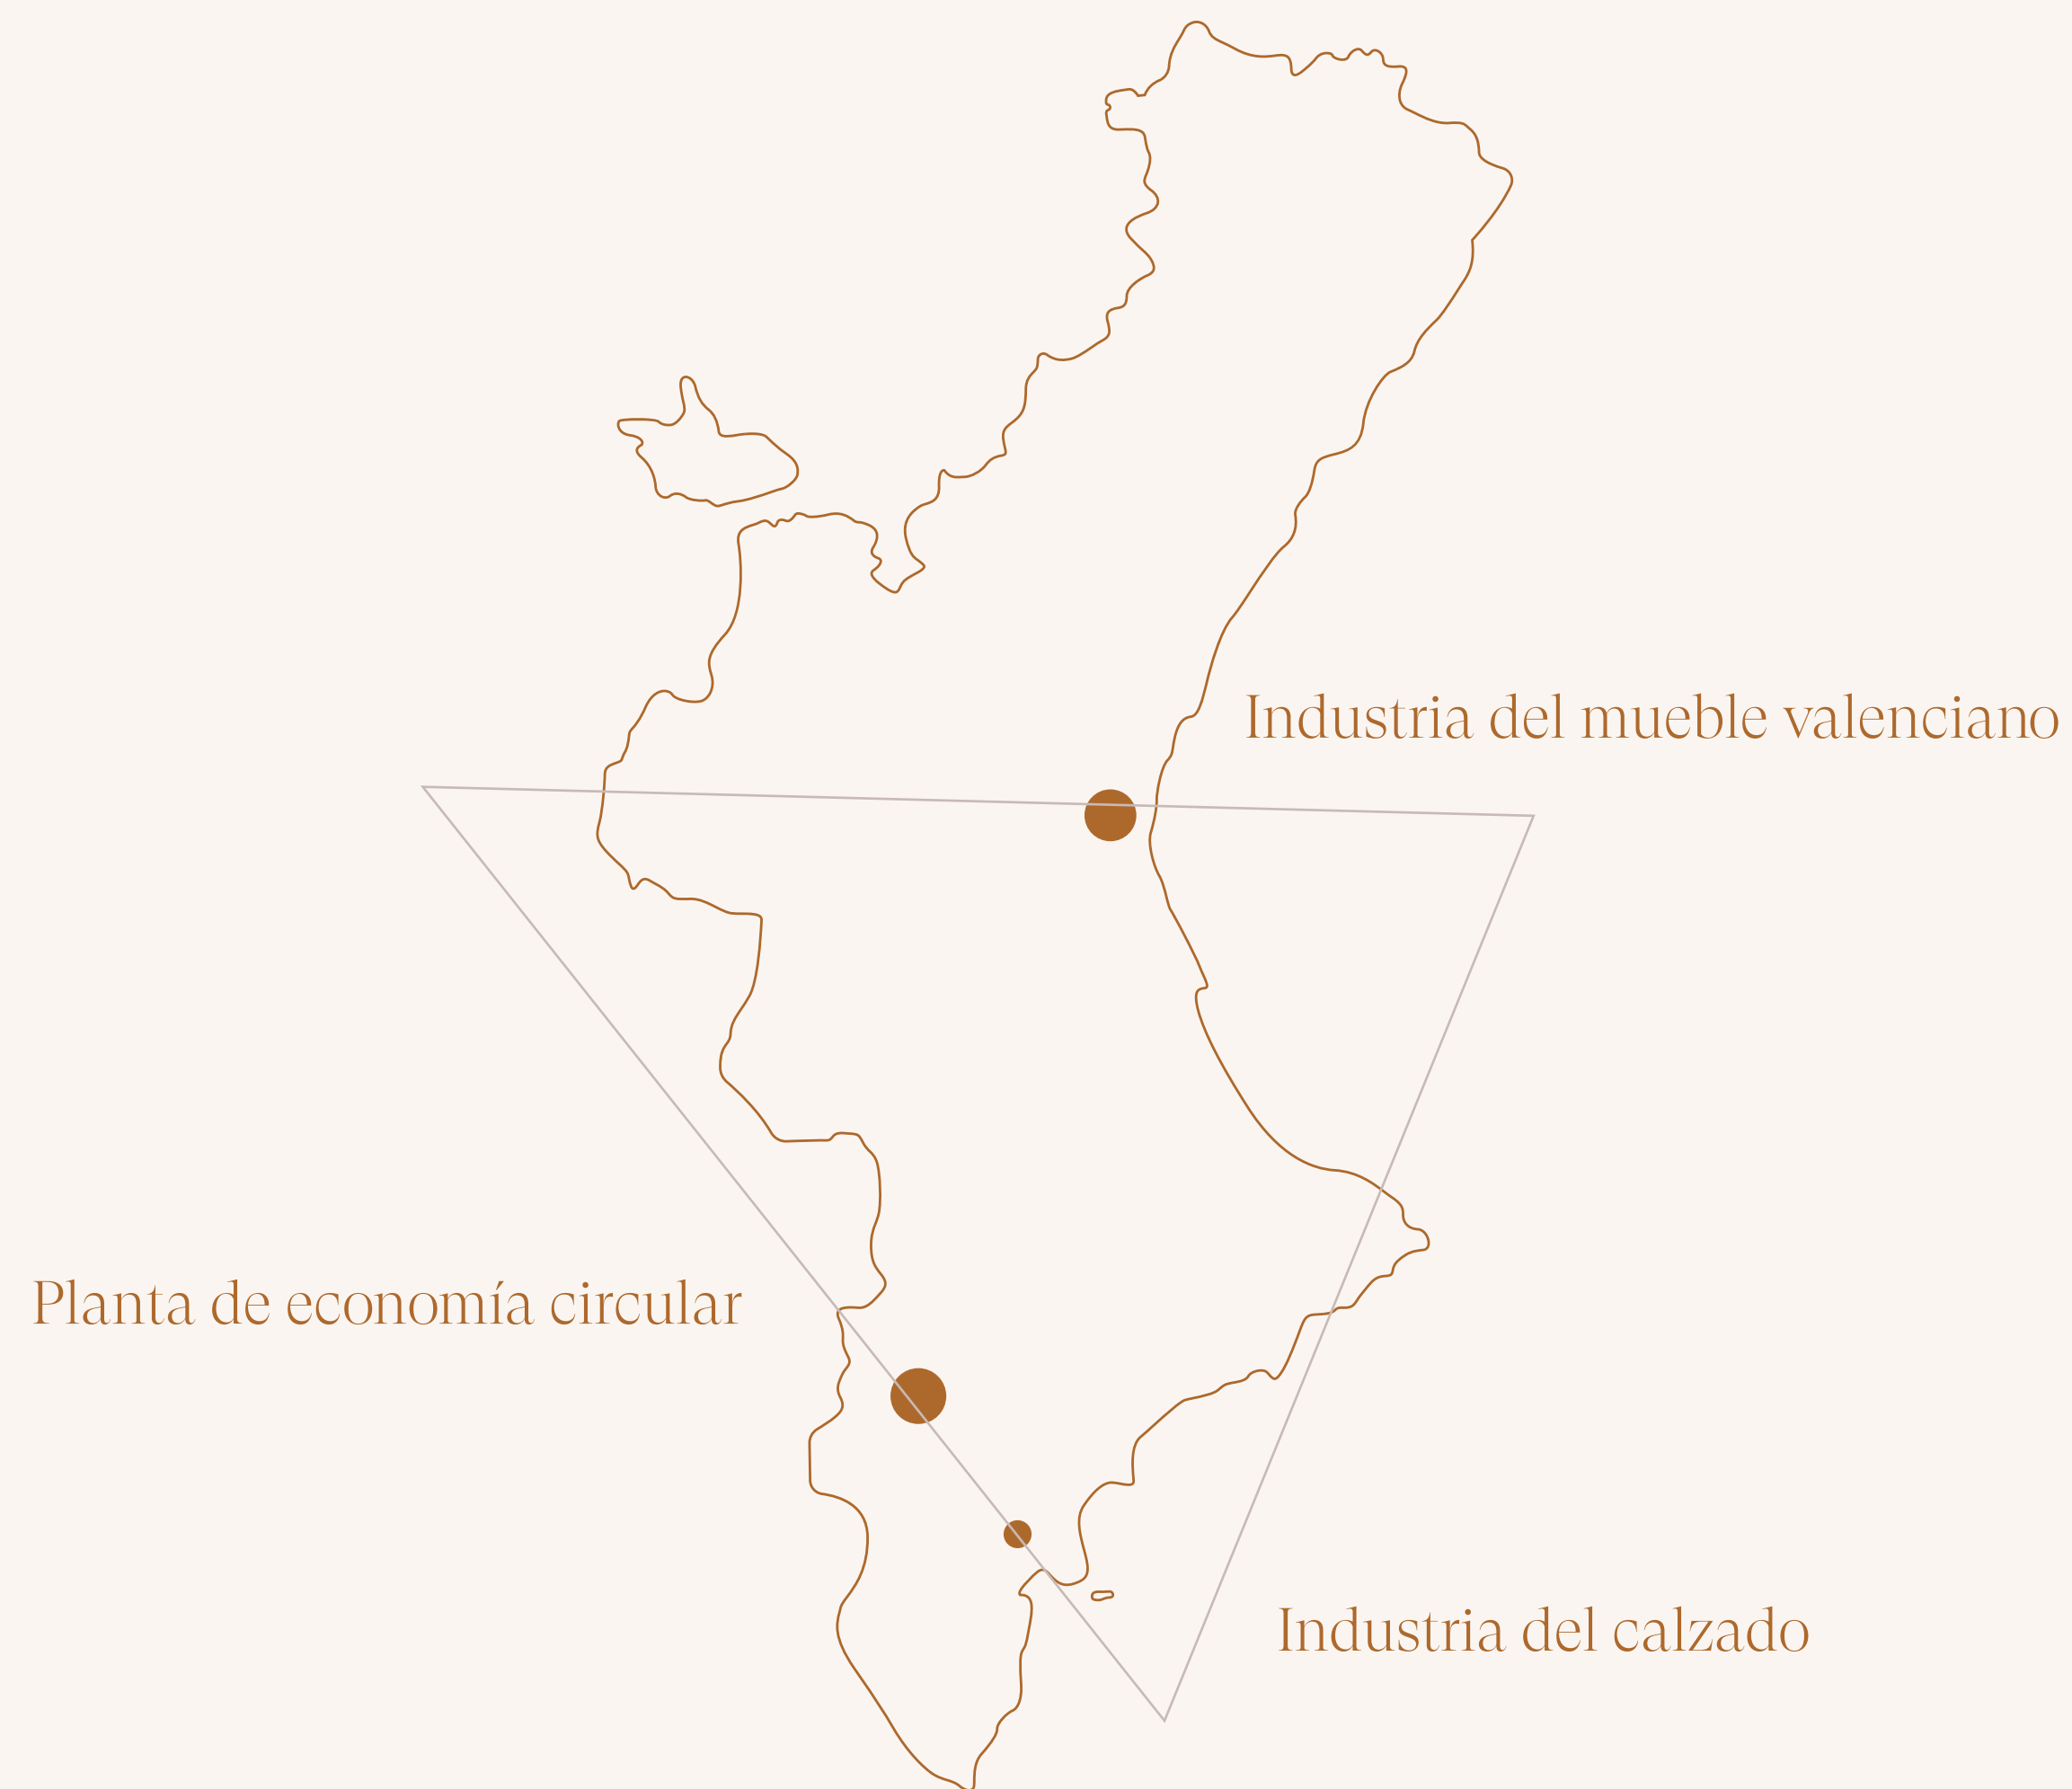 Industria del mueble valenciano
Planta de economía circular
Industria del calzado